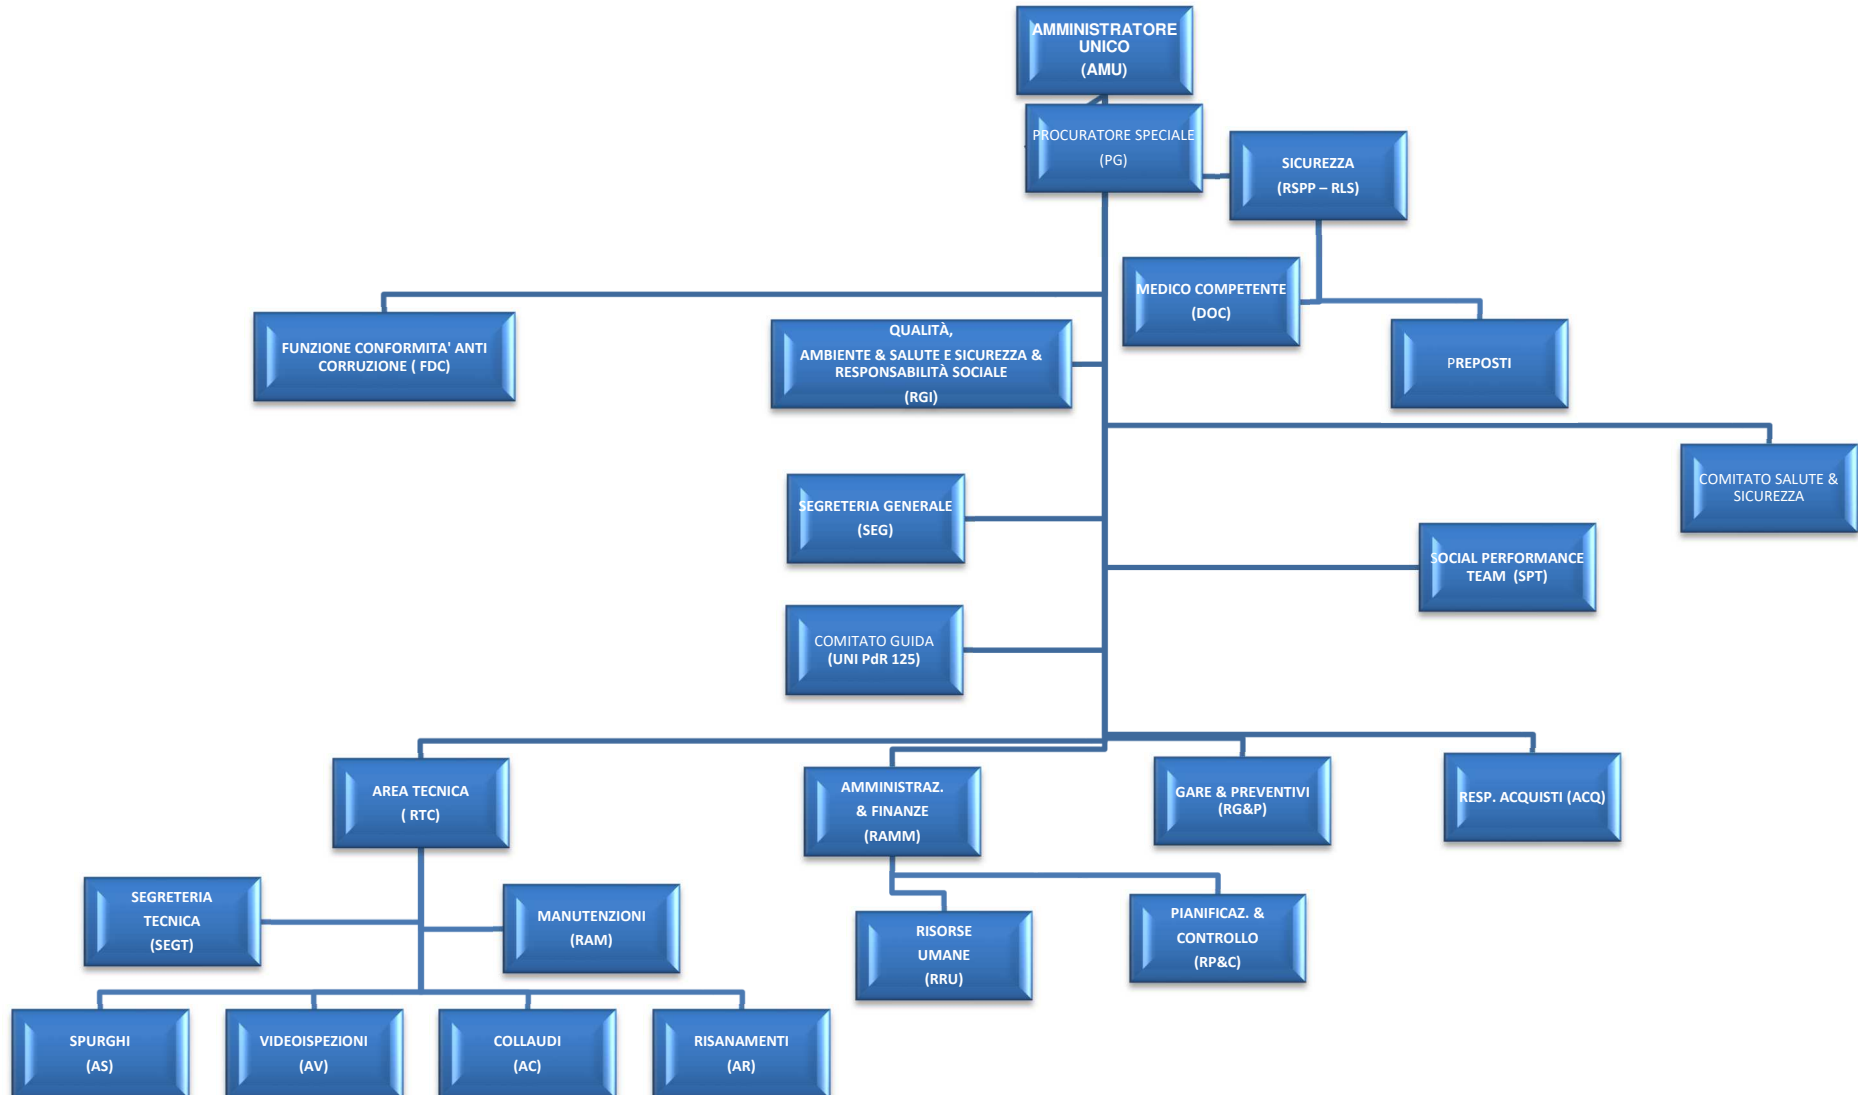 AMMINISTRATORE
UNICO
(AMU)
PROCURATORE SPECIALE
(PG)
SICUREZZA
(RSPP – RLS)
MEDICO COMPETENTE
(DOC)
PREPOSTI
FUNZIONE CONFORMITA' ANTI
CORRUZIONE ( FDC)
QUALITÀ,
AMBIENTE & SALUTE E SICUREZZA &
RESPONSABILITÀ SOCIALE
(RGI)
COMITATO SALUTE &
SICUREZZA
SEGRETERIA GENERALE
(SEG)
SOCIAL PERFORMANCE
TEAM (SPT)
COMITATO GUIDA
(UNI PdR 125)
AREA TECNICA
( RTC)
AMMINISTRAZ.
& FINANZE
(RAMM)
GARE & PREVENTIVI
(RG&P)
RESP. ACQUISTI (ACQ)
SEGRETERIA
TECNICA
(SEGT)
MANUTENZIONI
(RAM)
RISORSE
UMANE
(RRU)
PIANIFICAZ. &
CONTROLLO
(RP&C)
SPURGHI
(AS)
VIDEOISPEZIONI
(AV)
COLLAUDI
(AC)
RISANAMENTI
(AR)